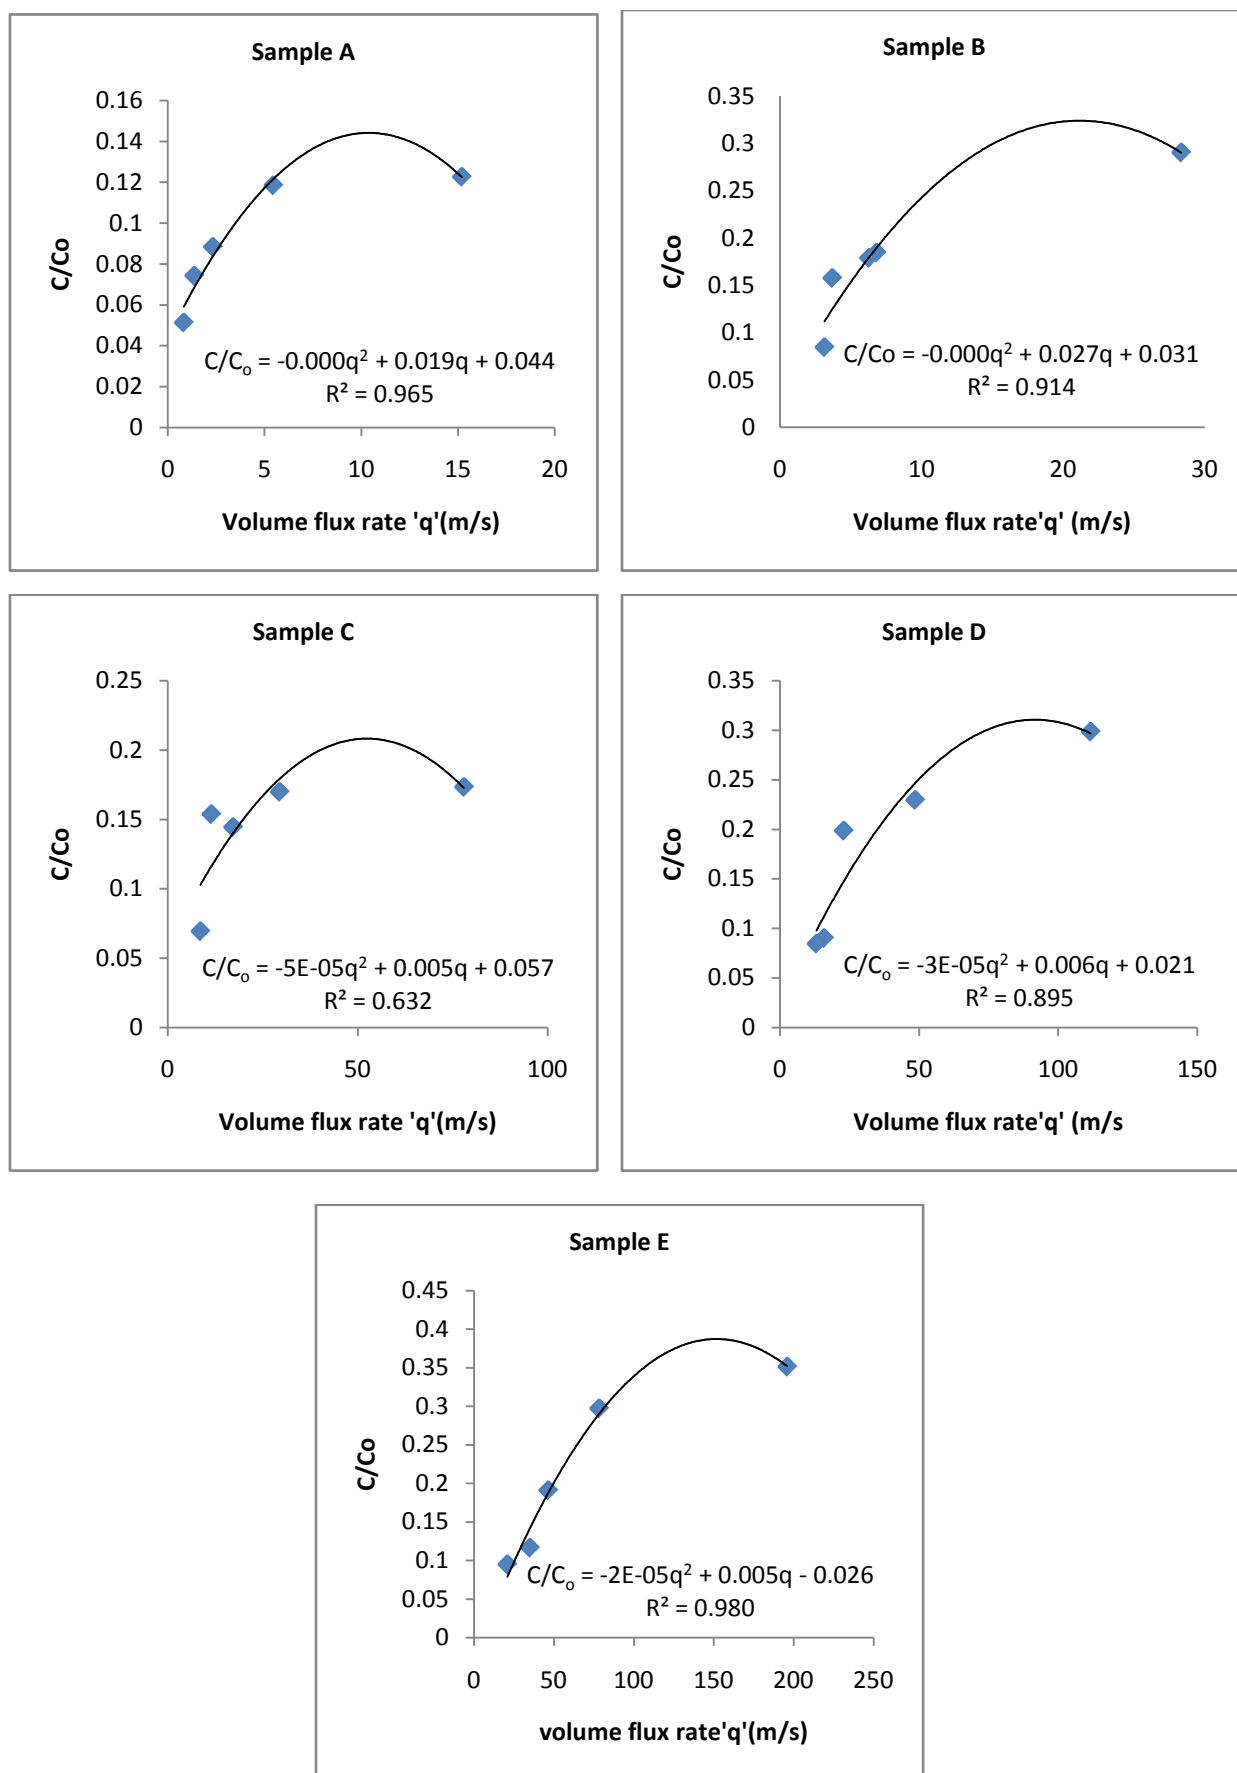 Sample A
0.16
0.14
0.12
0.1
0.08
0.06
0.04
0.02
0
C/Co
C/Cₒ = -0.000q² + 0.019q + 0.044
R² = 0.965
0 5 10 15 20
Volume flux rate 'q'(m/s)
Sample B
0.35
0.3
0.25
0.2
0.15
0.1
0.05
0
C/Co
C/Co = -0.000q² + 0.027q + 0.031
R² = 0.914
0 10 20 30
Volume flux rate'q' (m/s)
Sample C
0.25
0.2
0.15
0.1
0.05
0
C/Co
C/Cₒ = -5E-05q² + 0.005q + 0.057
R² = 0.632
0 50 100
Volume flux rate 'q'(m/s)
Sample D
0.35
0.3
0.25
0.2
0.15
0.1
0.05
0
C/Co
C/Cₒ = -3E-05q² + 0.006q + 0.021
R² = 0.895
0 50 100 150
Volume flux rate'q' (m/s
Sample E
0.45
0.4
0.35
0.3
0.25
0.2
0.15
0.1
0.05
0
C/Co
C/Cₒ = -2E-05q² + 0.005q - 0.026
R² = 0.980
0 50 100 150 200 250
volume flux rate'q'(m/s)